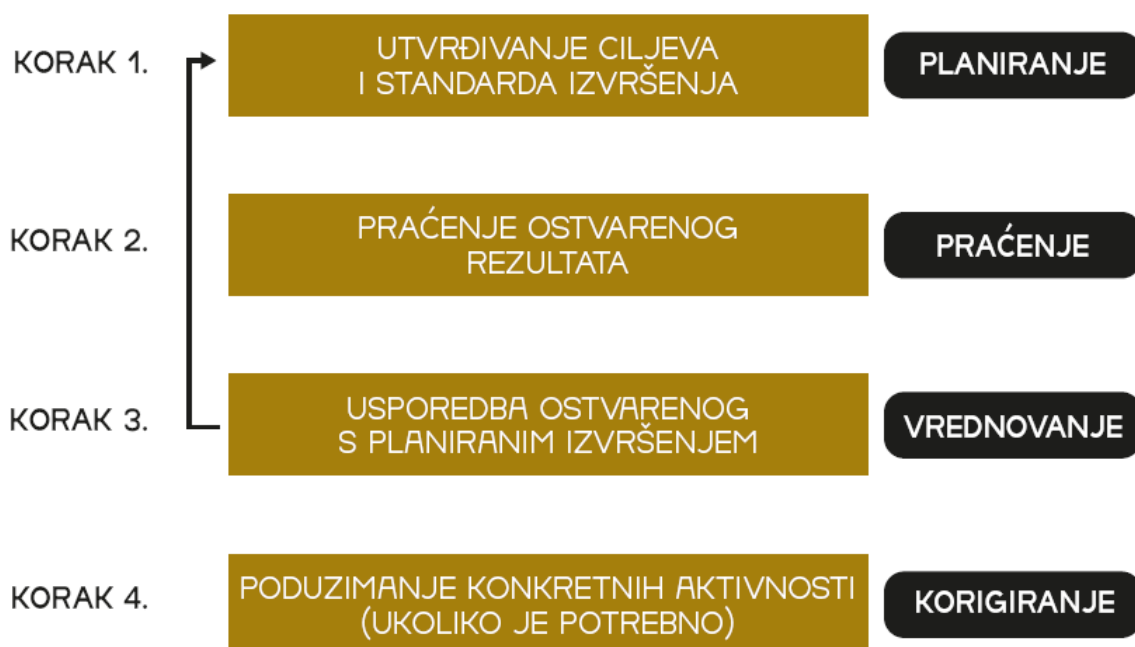 KORAK 1.
UTVRĐIVANJE CILJEVA
I STANDARDA IZVRŠENJA
PLANIRANJE
KORAK 2.
PRAĆENJE OSTVARENOG
REZULTATA
PRAĆENJE
KORAK 3.
USPOREDBA OSTVARENOG
S PLANIRANIM IZVRŠENJEM
VREDNOVANJE
KORAK 4.
PODUZIMANJE KONKRETNIH AKTIVNOSTI
(UKOLIKO JE POTREBNO)
KORIGIRANJE